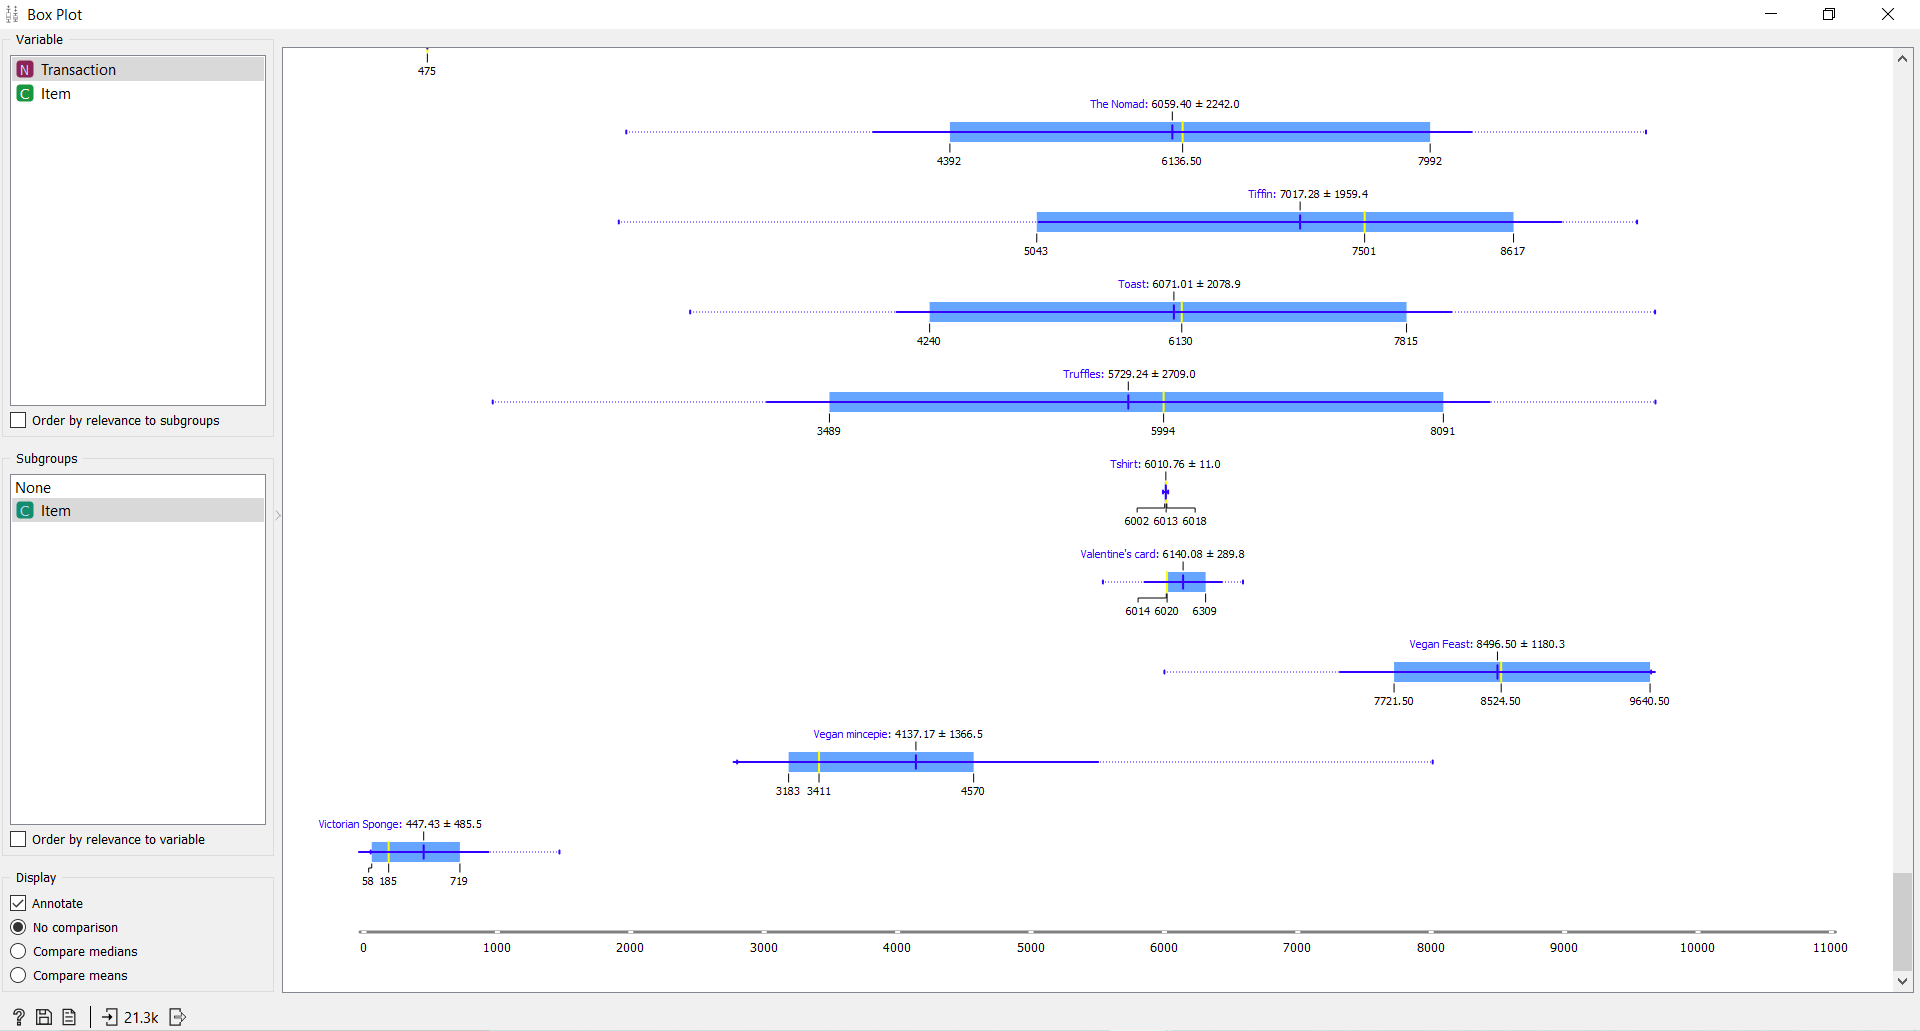 Box Plot
Variable
N Transaction
C Item
Order by relevance to subgroups
Subgroups
None
C Item
Order by relevance to variable
Display
Annotate
No comparison
Compare medians
Compare means
? 21.3k
475
The Nomad: 6059.40 ± 2242.0
4392 6136.50 7992
Tiffin: 7017.28 ± 1959.4
5043 7501 8617
Toast: 6071.01 ± 2078.9
4240 6130 7815
Truffles: 5729.24 ± 2709.0
3489 5994 8091
Tshirt: 6010.76 ± 11.0
6002 6013 6018
Valentine's card: 6140.08 ± 289.8
6014 6020 6309
Vegan Feast: 8496.50 ± 1180.3
7721.50 8524.50 9640.50
Vegan mincepie: 4137.17 ± 1366.5
3183 3411 4570
Victorian Sponge: 447.43 ± 485.5
58 185 719
0 1000 2000 3000 4000 5000 6000 7000 8000 9000 10000 11000